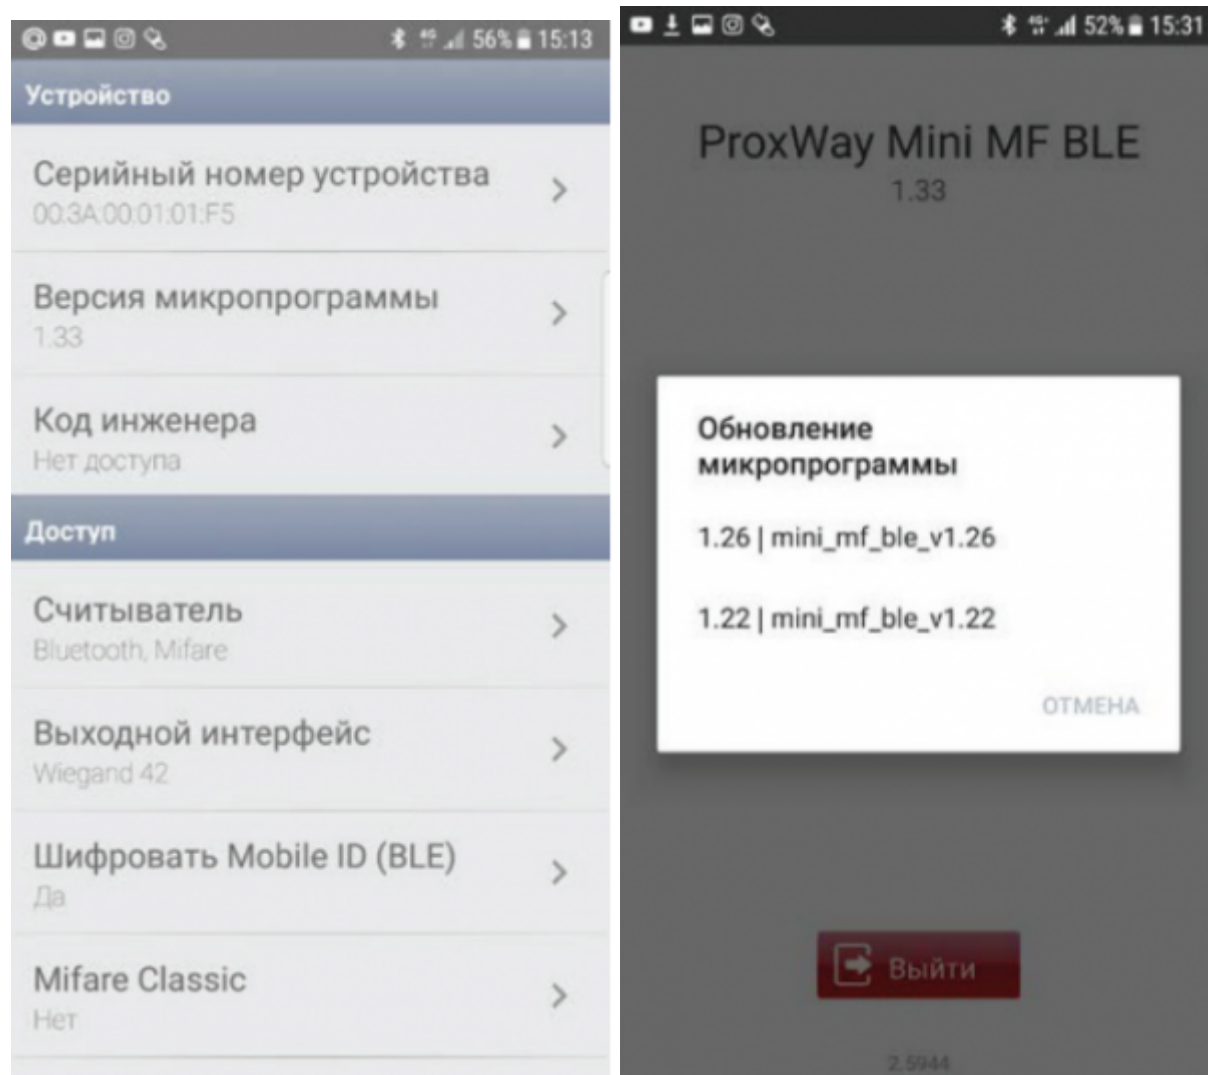 56% 15:13
Устройство
Серийный номер устройства
00:3A:00:01:01:F5
Версия микропрограммы
1.33
Код инженера
Нет доступа
Доступ
Считыватель
Bluetooth, Mifare
Выходной интерфейс
Wiegand 42
Шифровать Mobile ID (BLE)
Да
Mifare Classic
Нет
52% 15:31
ProxWay Mini MF BLE
1.33
Обновление
микропрограммы
1.26 | mini_mf_ble_v1.26
1.22 | mini_mf_ble_v1.22
ОТМЕНА
Выйти
2.5944